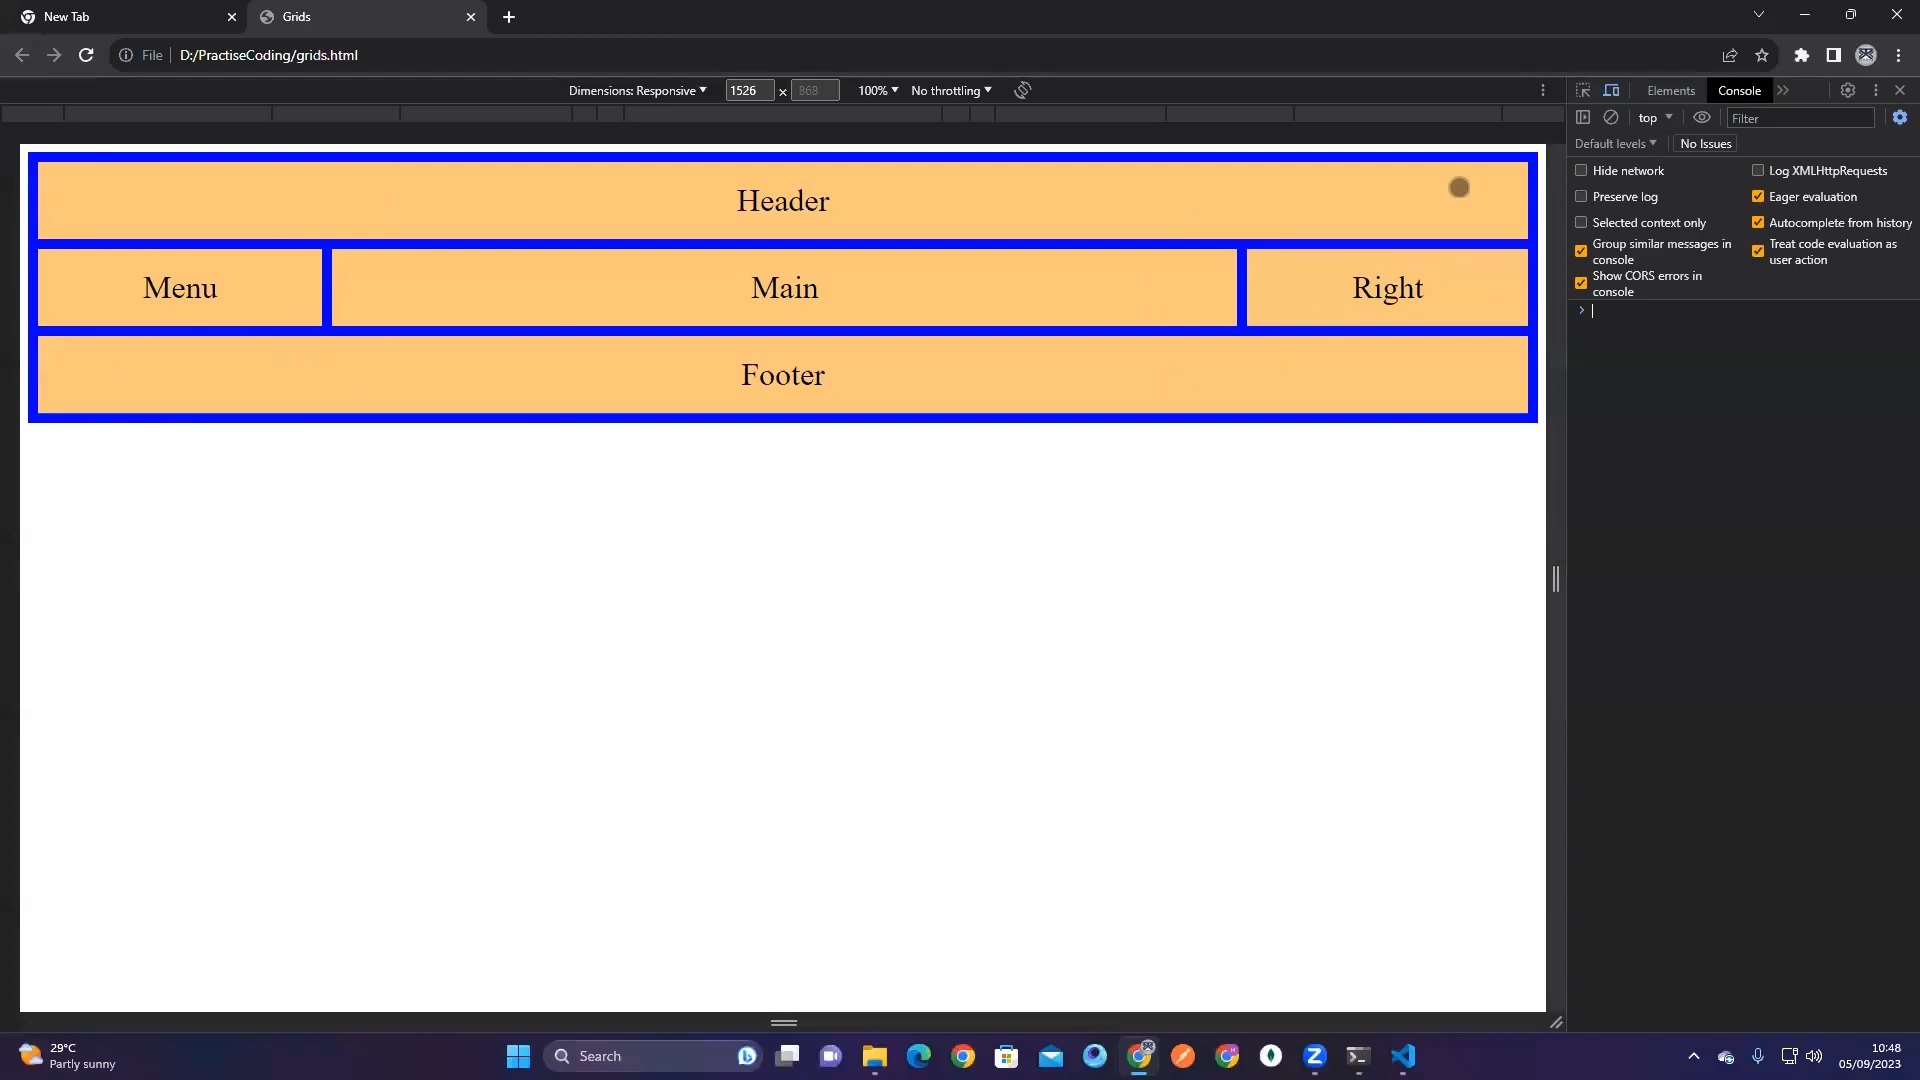 New Tab
Grids
File
D:/PractiseCoding/grids.html
Dimensions: Responsive
1526 × 868
100%
No throttling
Elements
Console
top
Filter
Default levels
No Issues
Hide network
Log XMLHttpRequests
Preserve log
Eager evaluation
Selected context only
Autocomplete from history
Group similar messages in
console
Treat code evaluation as
user action
Show CORS errors in
console
Header
Menu
Main
Right
Footer
29°C
Partly sunny
Search
10:48
05/09/2023